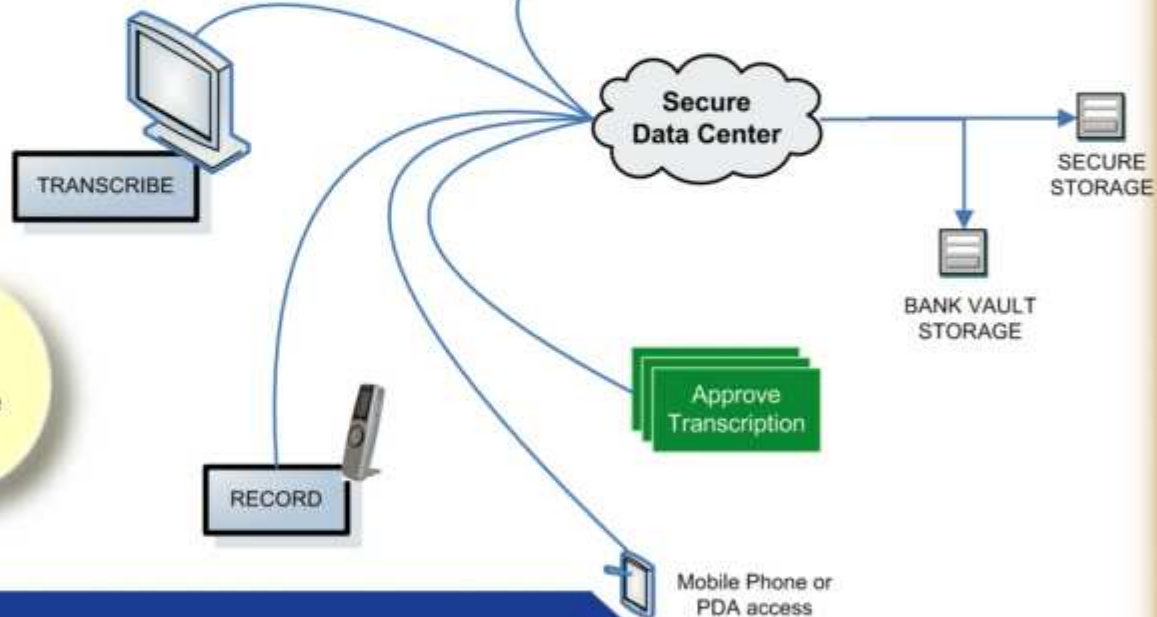 Secure
Data Center
TRANSCRIBE
SECURE
STORAGE
BANK VAULT
STORAGE
Approve
Transcription
RECORD
Mobile Phone or
PDA access